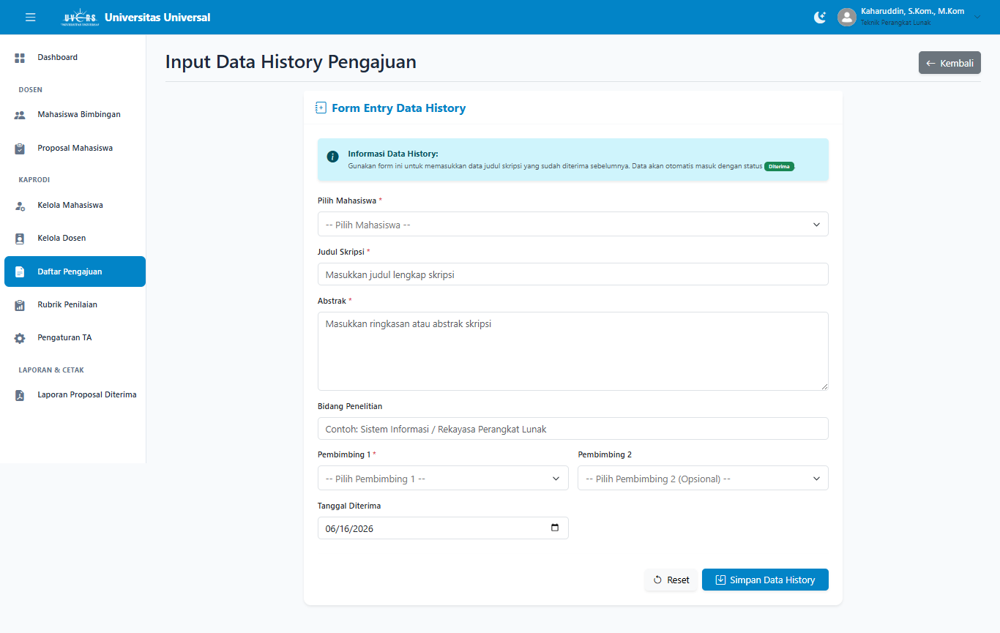 UVERS
UNIVERSITAS UNIVERSAL
Universitas Universal
Kaharuddin, S.Kom., M.Kom
Teknik Perangkat Lunak
Dashboard
DOSEN
Mahasiswa Bimbingan
Proposal Mahasiswa
KAPRODI
Kelola Mahasiswa
Kelola Dosen
Daftar Pengajuan
Rubrik Penilaian
Pengaturan TA
LAPORAN & CETAK
Laporan Proposal Diterima
Input Data History Pengajuan
Kembali
Form Entry Data History
Informasi Data History:
Gunakan form ini untuk memasukkan data judul skripsi yang sudah diterima sebelumnya. Data akan otomatis masuk dengan status Diterima.
Pilih Mahasiswa *
-- Pilih Mahasiswa --
Judul Skripsi *
Masukkan judul lengkap skripsi
Abstrak *
Masukkan ringkasan atau abstrak skripsi
Bidang Penelitian
Contoh: Sistem Informasi / Rekayasa Perangkat Lunak
Pembimbing 1 *
-- Pilih Pembimbing 1 --
Pembimbing 2
-- Pilih Pembimbing 2 (Opsional) --
Tanggal Diterima
06/16/2026
Reset
Simpan Data History